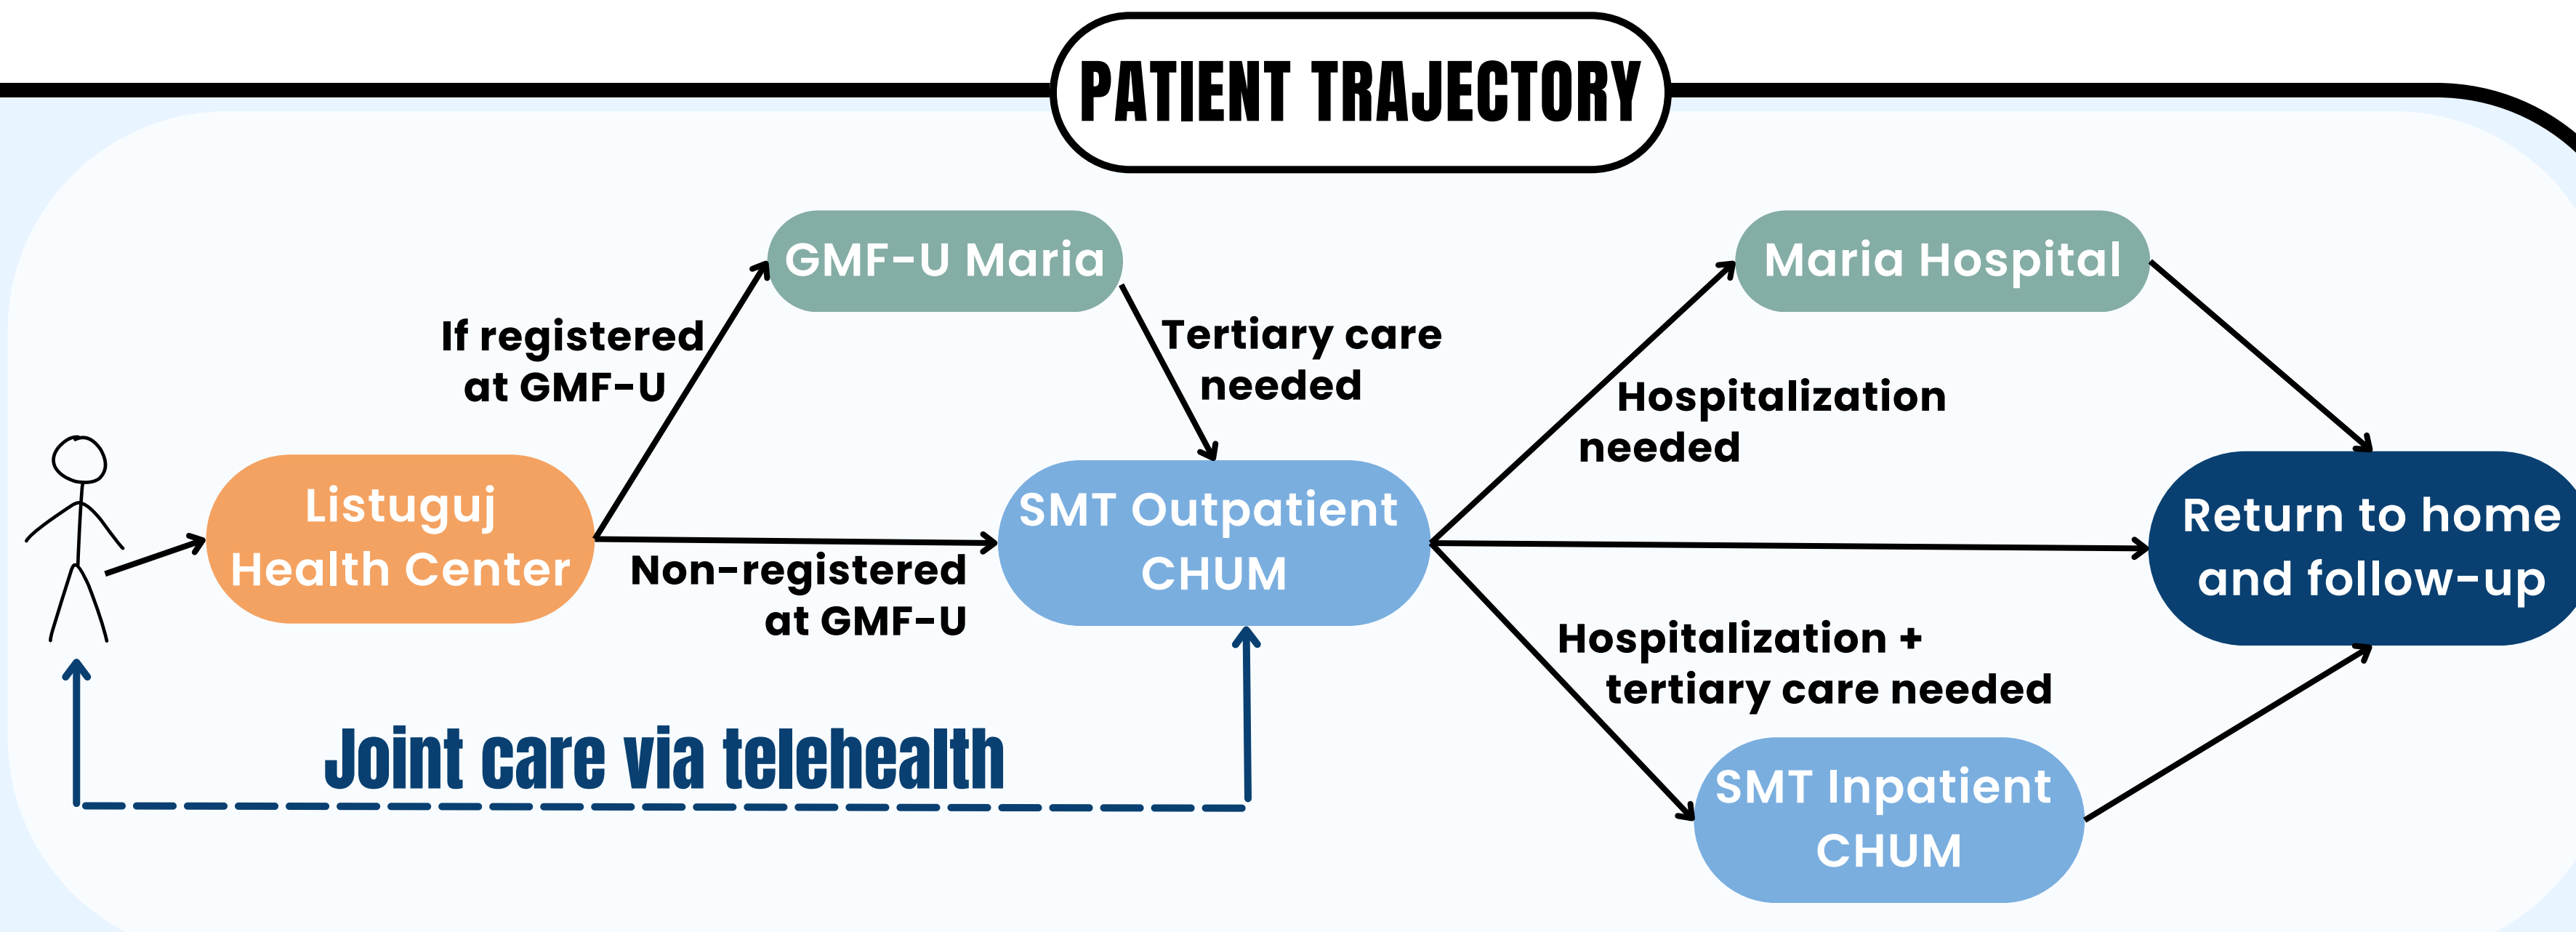 PATIENT TRAJECTORY
GMF-U Maria
Maria Hospital
If registered
at GMF-U
Tertiary care
needed
Hospitalization
needed
Listuguj
Health Center
Non-registered
at GMF-U
SMT Outpatient
CHUM
Return to home
and follow-up
Hospitalization +
tertiary care needed
Joint care via telehealth
SMT Inpatient
CHUM